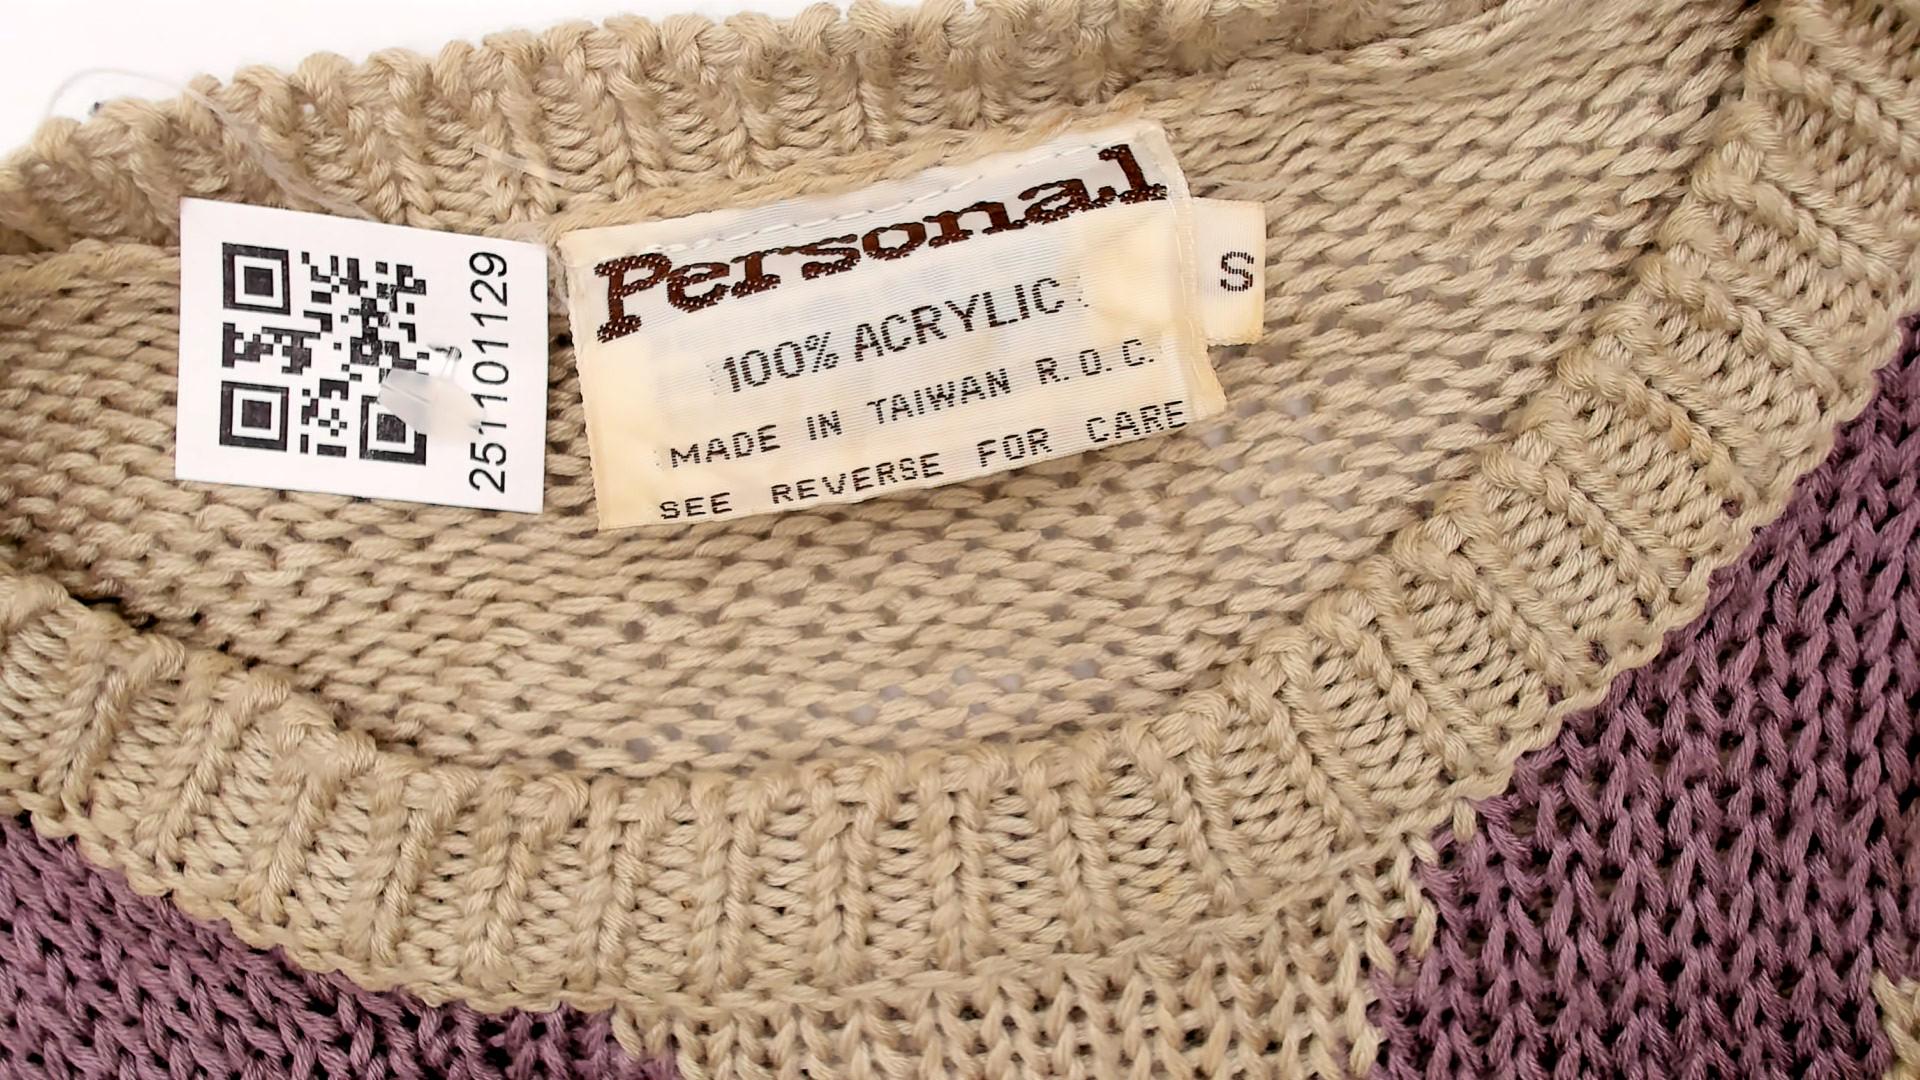 2511101129
Personal
100% ACRYLIC
MADE IN TAIWAN R.O.C.
SEE REVERSE FOR CARE
S